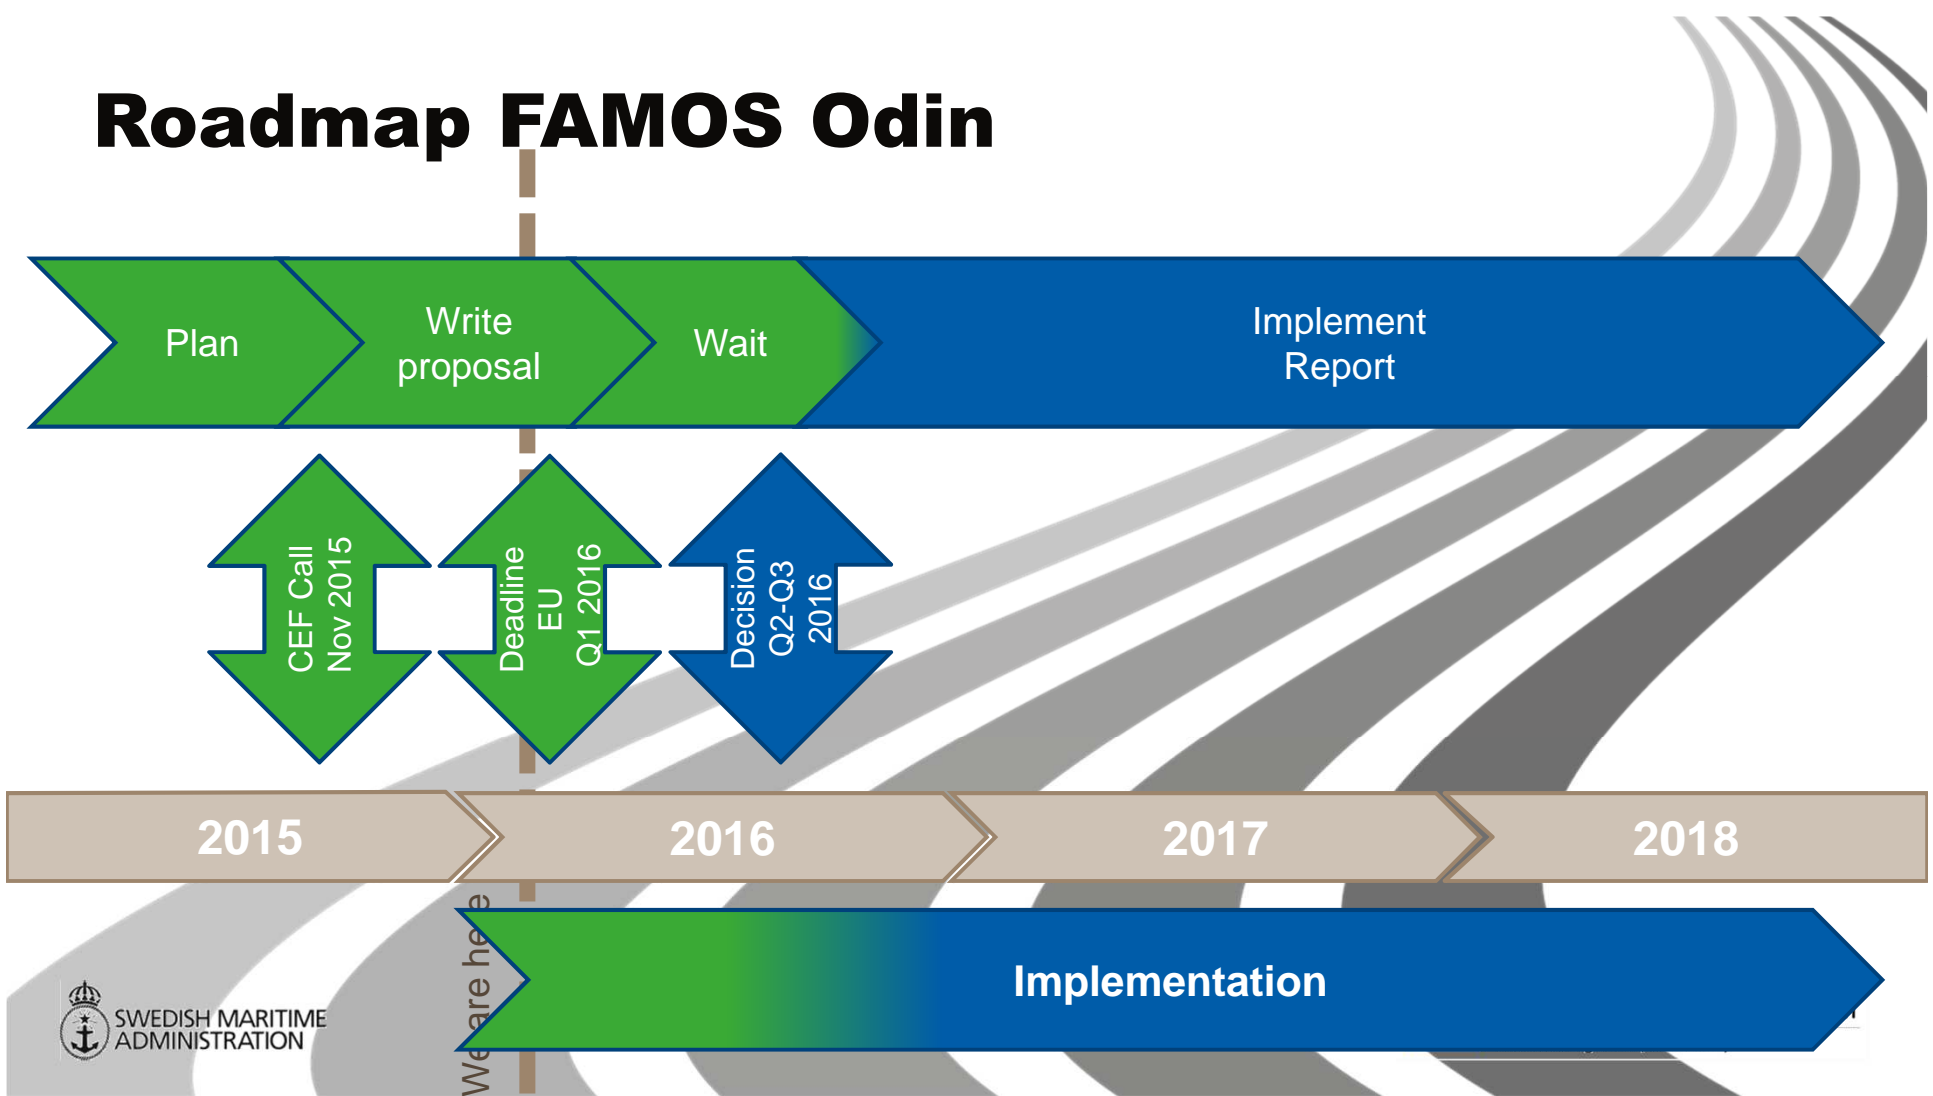 Roadmap FAMOS Odin
Plan
Write
proposal
Wait
Implement
Report
CEF Call
Nov 2015
Deadline
EU
Q1 2016
Decision
Q2-Q3
2016
2015
2016
2017
2018
We are here
Implementation
SWEDISH MARITIME
ADMINISTRATION